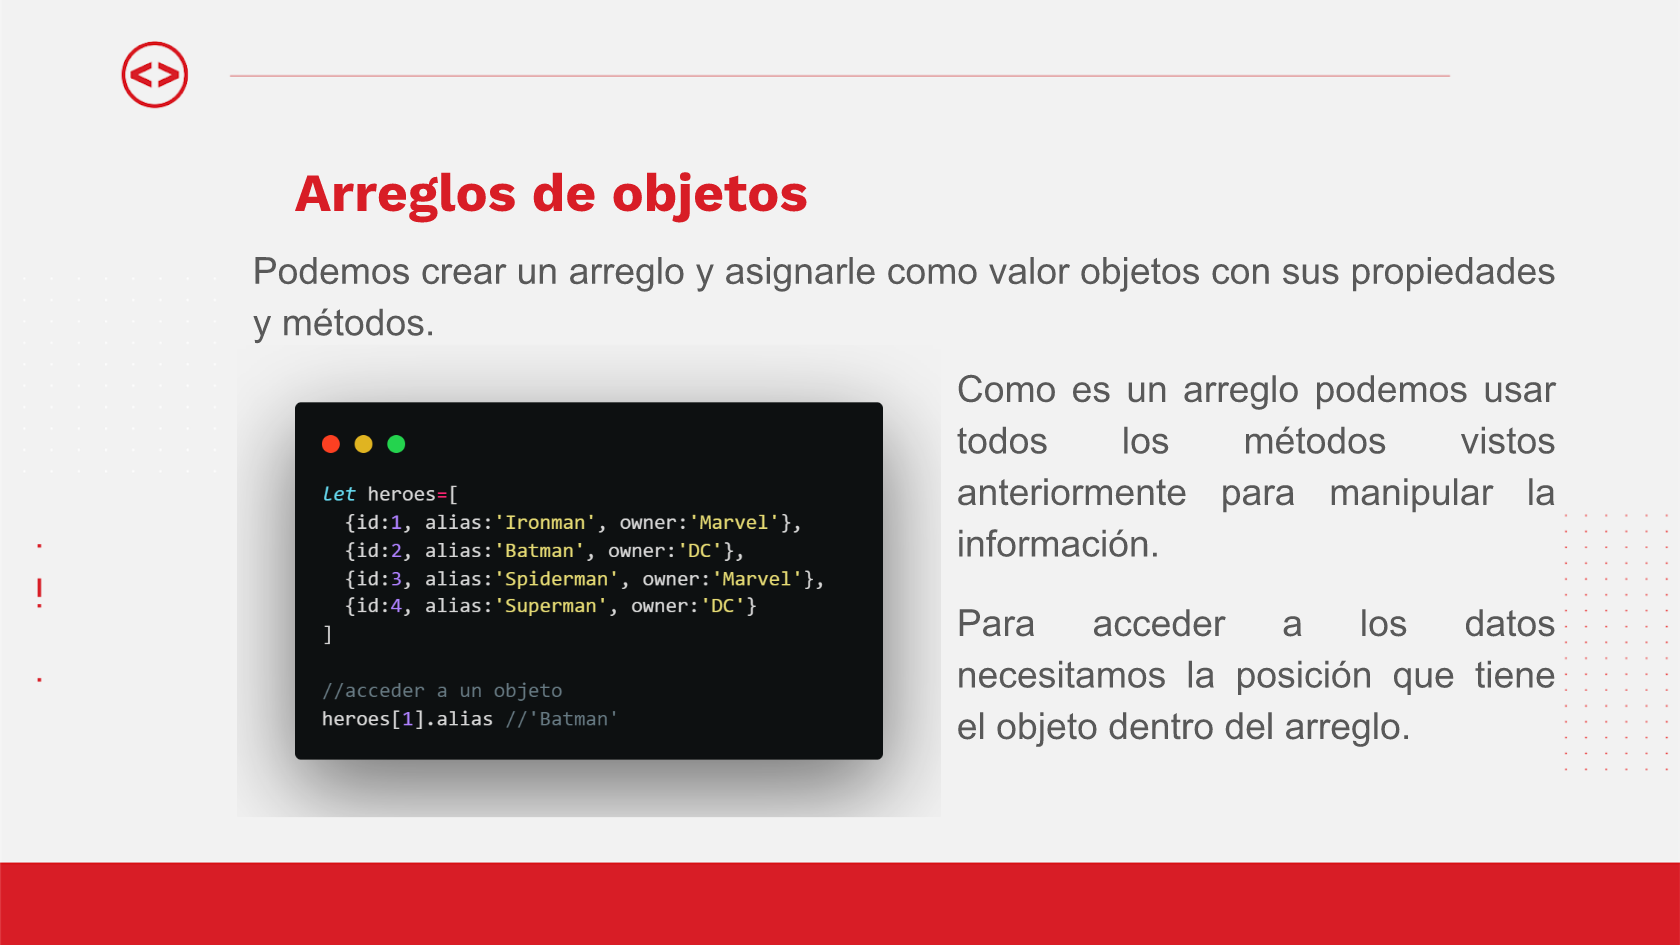 <>
Arreglos de objetos
Podemos crear un arreglo y asignarle como valor objetos con sus propiedades
y métodos.
let heroes=[
  {id:1, alias:'Ironman', owner:'Marvel'},
  {id:2, alias:'Batman', owner:'DC'},
  {id:3, alias:'Spiderman', owner:'Marvel'},
  {id:4, alias:'Superman', owner:'DC'}
]
//acceder a un objeto
heroes[1].alias //'Batman'
Como es un arreglo podemos usar
todos los métodos vistos
anteriormente para manipular la
información.
Para acceder a los datos
necesitamos la posición que tiene
el objeto dentro del arreglo.